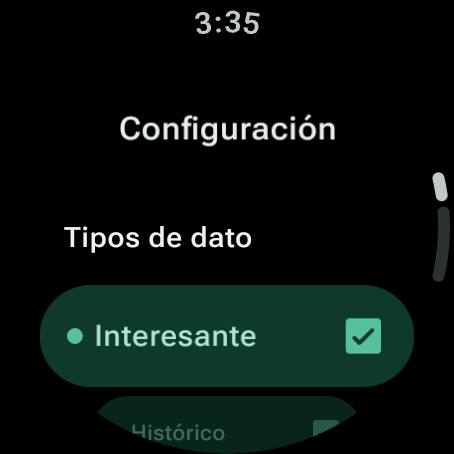 3:35
Configuración
Tipos de dato
Interesante
Histórico